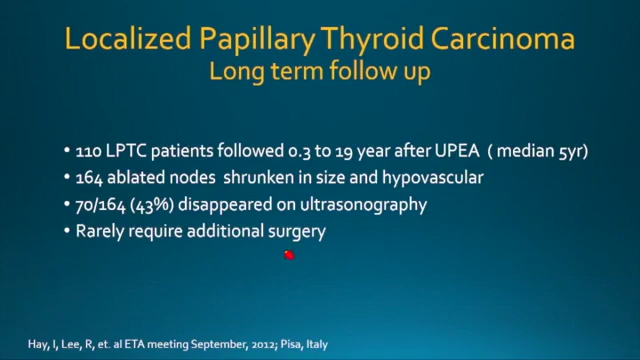 Localized Papillary Thyroid Carcinoma
Long term follow up
• 110 LPTC patients followed 0.3 to 19 year after UPEA ( median 5yr)
• 164 ablated nodes shrunken in size and hypovascular
• 70/164 (43%) disappeared on ultrasonography
• Rarely require additional surgery
Hay, I, Lee, R, et. al ETA meeting September, 2012; Pisa, Italy